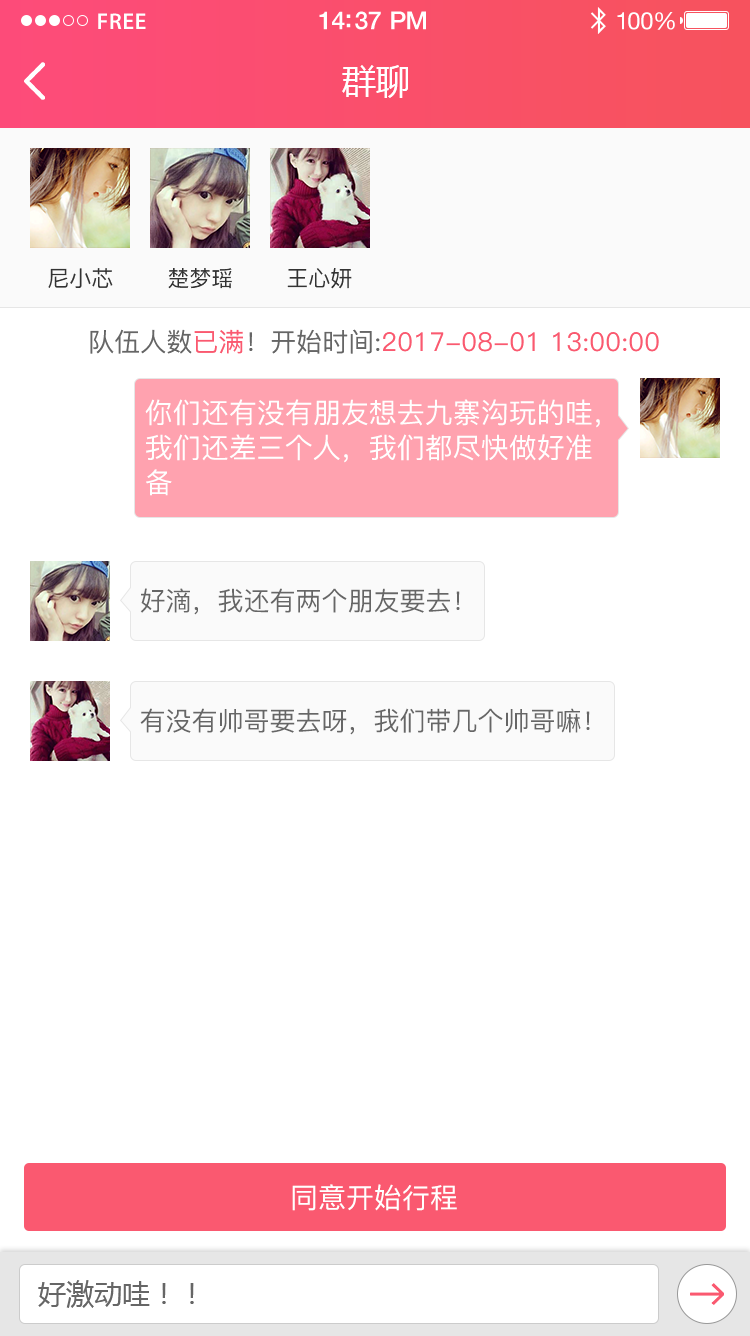 FREE 14:37 PM 100%
群聊
尼小芯 楚梦瑶 王心妍
队伍人数已满！开始时间:2017-08-01 13:00:00
你们还有没有朋友想去九寨沟玩的哇，
我们还差三个人，我们都尽快做好准
备
好滴，我还有两个朋友要去！
有没有帅哥要去呀，我们带几个帅哥嘛！
同意开始行程
好激动哇！！